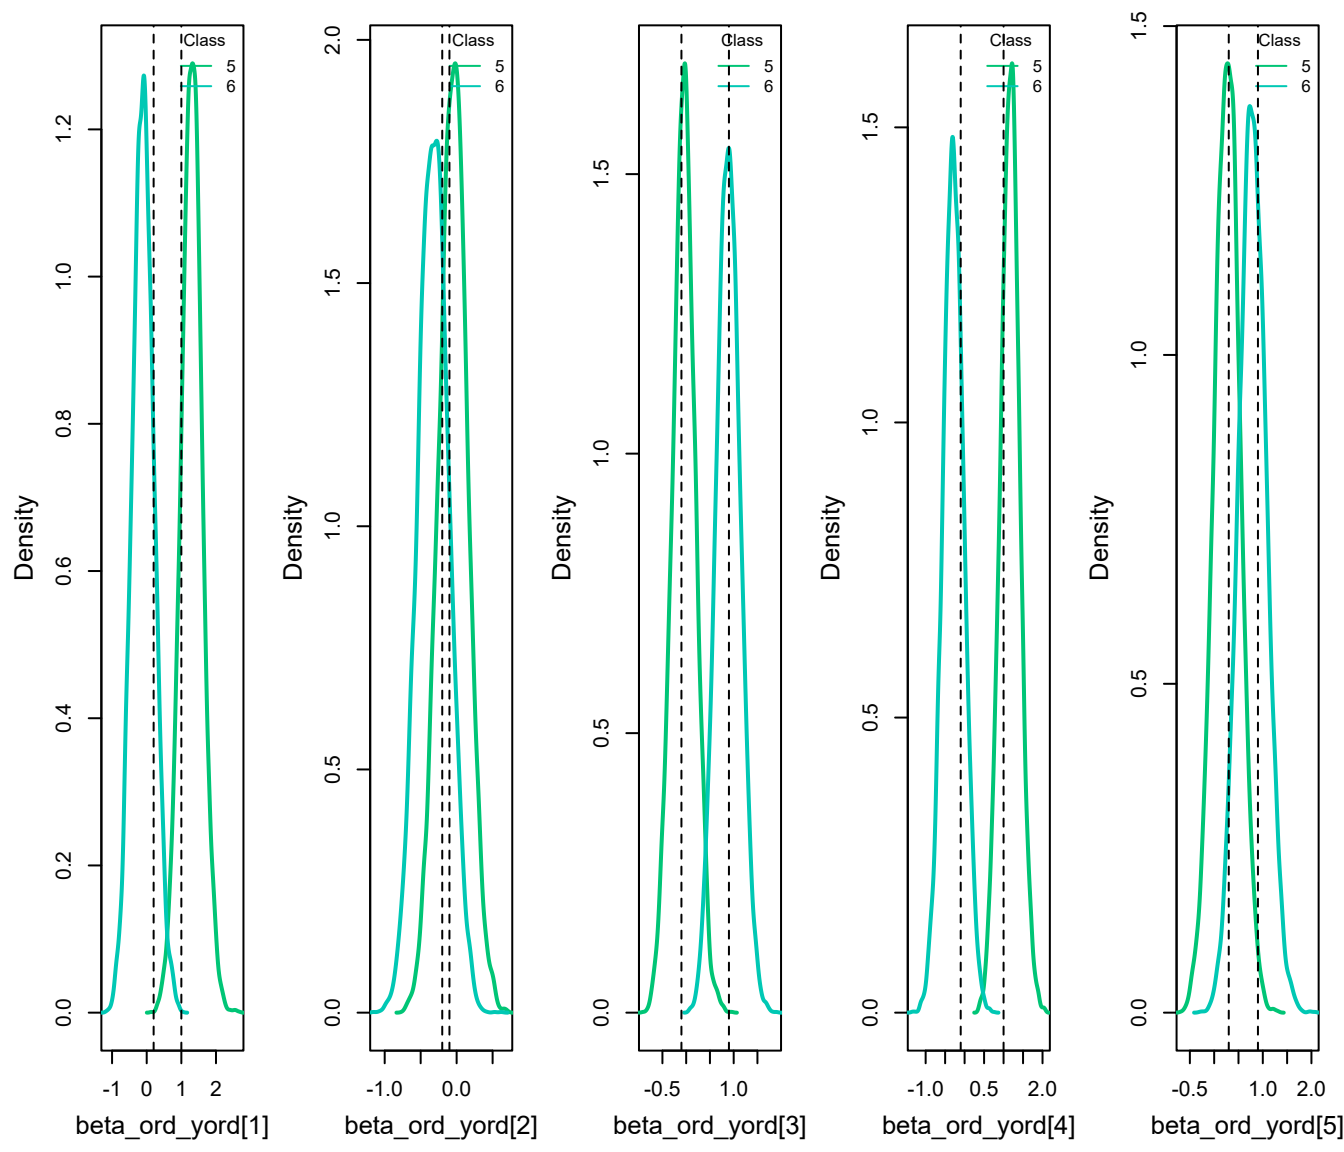 Density
0.0 0.2 0.4 0.6 0.8 1.0 1.2
Class
5
6
-1 0 1 2
beta_ord_yord[1]
Density
0.0 0.5 1.0 1.5 2.0
Class
5
6
-1.0 0.0
beta_ord_yord[2]
Density
0.0 0.5 1.0 1.5
Class
5
6
-0.5 1.0
beta_ord_yord[3]
Density
0.0 0.5 1.0 1.5
Class
5
6
-1.0 0.5 2.0
beta_ord_yord[4]
Density
0.0 0.5 1.0 1.5
Class
5
6
-0.5 1.0 2.0
beta_ord_yord[5]